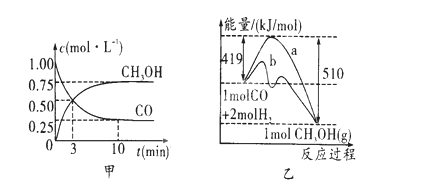 c(mol·L⁻¹)
1.00
0.75
0.50
0.25
CH₃OH
CO
0
3
10
t(min)
甲
能量/(kJ/mol)
419
a
b
510
1molCO
+2molH₂
1mol CH₃OH(g)
反应过程
乙